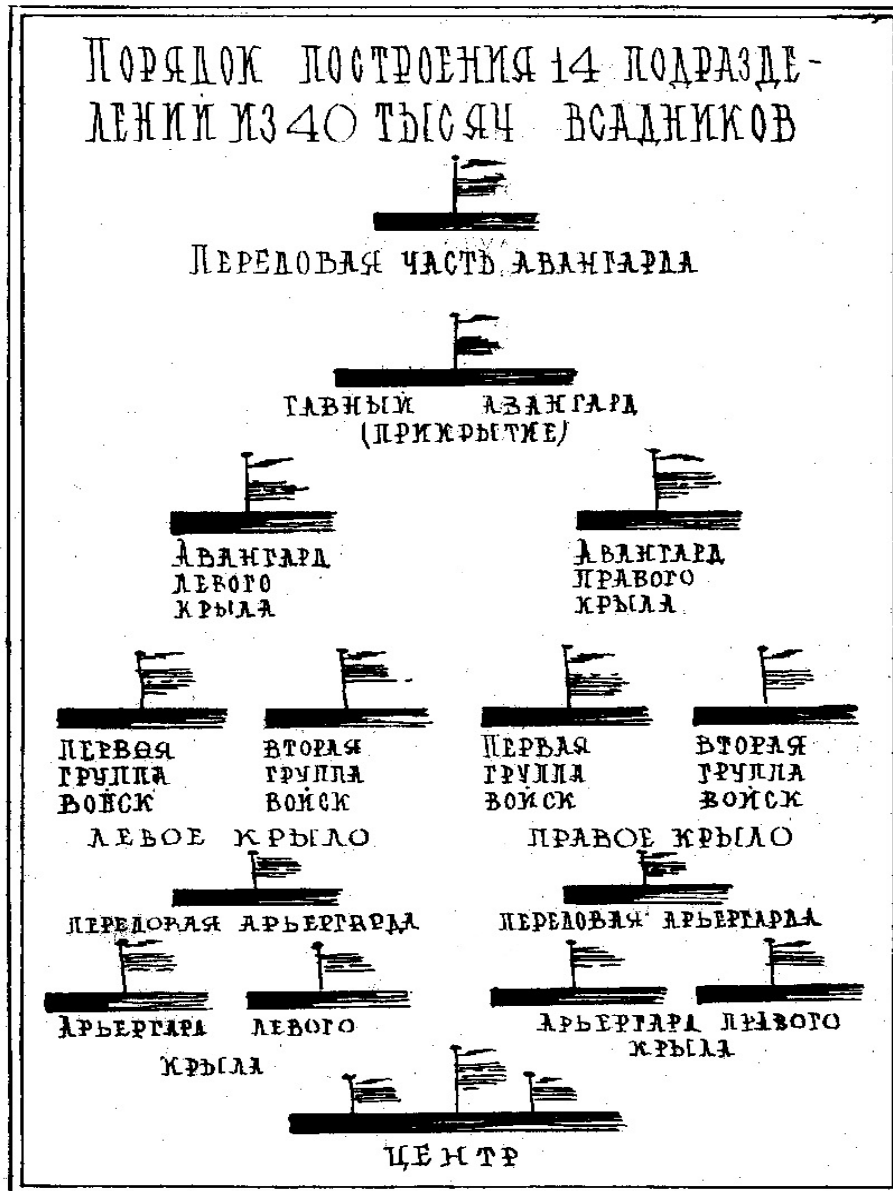 ПОРЯДОК ПОСТРОЕНИЯ 14 ПОДРАЗДЕ-
ЛЕНИЙ ИЗ 40 ТЫСЯЧ ВСАДНИКОВ
ПЕРЕДОВАЯ ЧАСТЬ АВАНГАРДА
ГАВНЫЙ АВАНГАРД
(ПРИКРЫТИЕ)
АВАНГАРД
ЛЕВОГО
КРЫЛА
АВАНГАРД
ПРАВОГО
КРЫЛА
ПЕРВАЯ
ГРУППА
ВОЙСК
ВТОРАЯ
ГРУППА
ВОЙСК
ЛЕВОЕ КРЫЛО
ПЕРВАЯ
ГРУППА
ВОЙСК
ВТОРАЯ
ГРУППА
ВОЙСК
ПРАВОЕ КРЫЛО
ПЕРЕДОВАЯ АРЬЕРГАРДА
ПЕРЕДОВАЯ АРЬЕРГАРДА
АРЬЕРГАРД ЛЕВОГО
КРЫЛА
АРЬЕРГАРД ПРАВОГО
КРЫЛА
ЦЕНТР